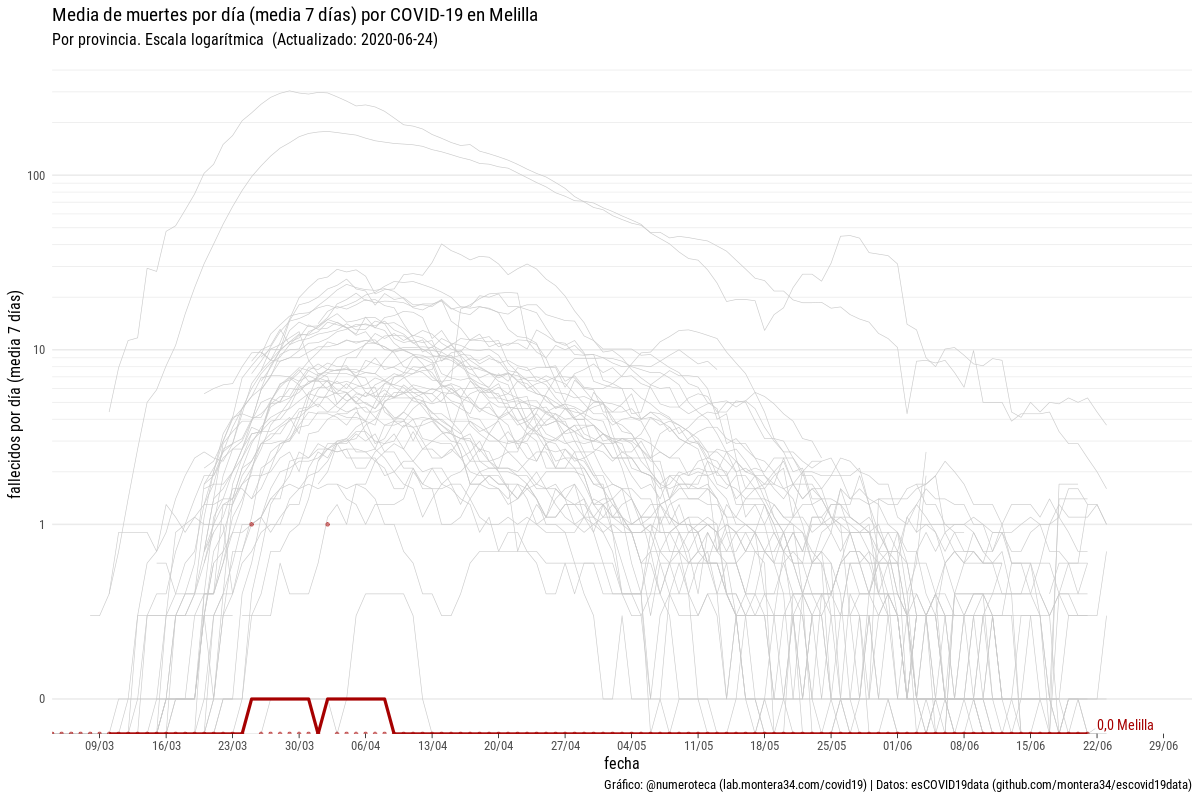 Media de muertes por día (media 7 días) por COVID-19 en Melilla
Por provincia. Escala logarítmica  (Actualizado: 2020-06-24)
fallecidos por día (media  7 días)
100
10
1
0
0,0 Melilla
09/03 16/03 23/03 30/03 06/04 13/04 20/04 27/04 04/05 11/05 18/05 25/05 01/06 08/06 15/06 22/06 29/06
fecha
Gráfico: @numeroteca (lab.montera34.com/covid19) | Datos: esCOVID19data (github.com/montera34/escovid19data)